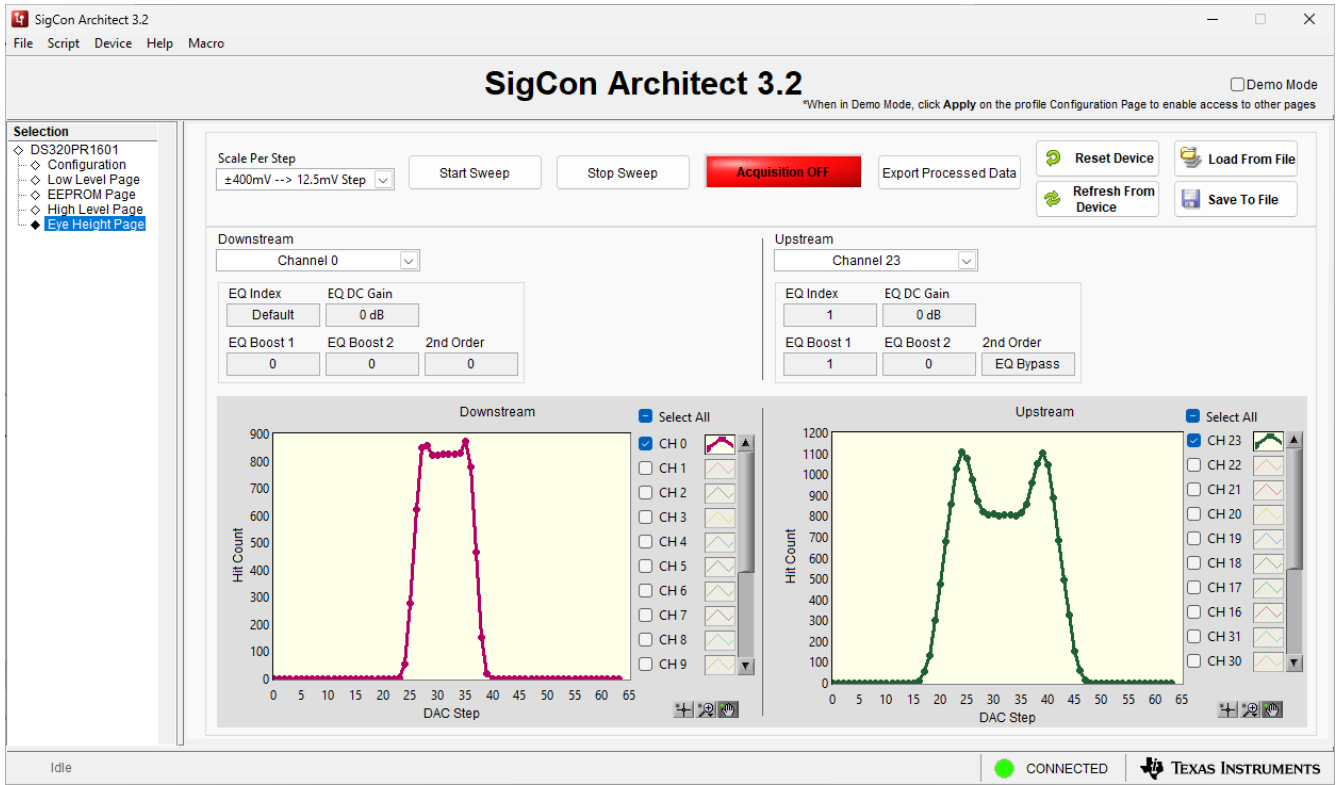 SigCon Architect 3.2
File Script Device Help Macro
SigCon Architect 3.2
Demo Mode
*When in Demo Mode, click Apply on the profile Configuration Page to enable access to other pages
Selection
DS320PR1601
Configuration
Low Level Page
EEPROM Page
High Level Page
Eye Height Page
Scale Per Step
±400mV --> 12.5mV Step
Start Sweep
Stop Sweep
Acquisition OFF
Export Processed Data
Reset Device
Load From File
Refresh From
Device
Save To File
Downstream
Channel 0
EQ Index EQ DC Gain
Default 0 dB
EQ Boost 1 EQ Boost 2 2nd Order
0 0 0
Upstream
Channel 23
EQ Index EQ DC Gain
1 0 dB
EQ Boost 1 EQ Boost 2 2nd Order
1 0 EQ Bypass
Downstream
Select All
900
800
700
600
500
400
300
200
100
0
Hit Count
0 5 10 15 20 25 30 35 40 45 50 55 60 65
DAC Step
CH 0
CH 1
CH 2
CH 3
CH 4
CH 5
CH 6
CH 7
CH 8
CH 9
Upstream
Select All
1200
1100
1000
900
800
700
600
500
400
300
200
100
0
Hit Count
0 5 10 15 20 25 30 35 40 45 50 55 60 65
DAC Step
CH 23
CH 22
CH 21
CH 20
CH 19
CH 18
CH 17
CH 16
CH 31
CH 30
Idle
CONNECTED
TEXAS INSTRUMENTS